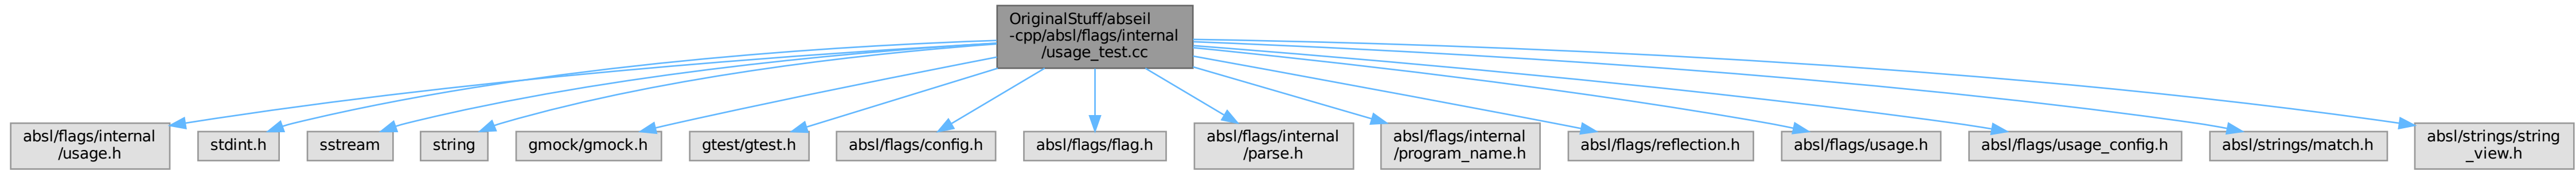 OriginalStuff/abseil
-cpp/absl/flags/internal
/usage_test.cc
absl/flags/internal
/usage.h
stdint.h
sstream
string
gmock/gmock.h
gtest/gtest.h
absl/flags/config.h
absl/flags/flag.h
absl/flags/internal
/parse.h
absl/flags/internal
/program_name.h
absl/flags/reflection.h
absl/flags/usage.h
absl/flags/usage_config.h
absl/strings/match.h
absl/strings/string
_view.h